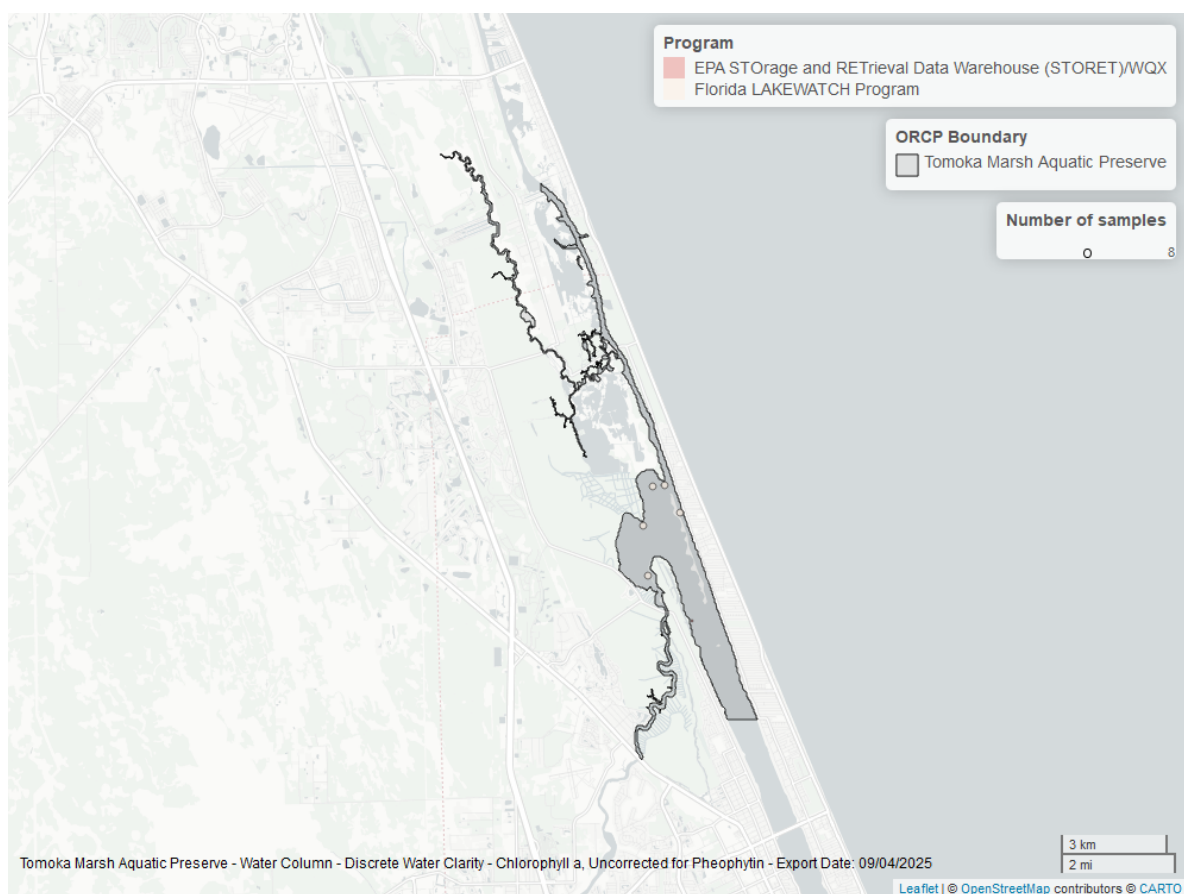 Program
EPA STOrage and RETrieval Data Warehouse (STORET)/WQX
Florida LAKEWATCH Program
ORCP Boundary
Tomoka Marsh Aquatic Preserve
Number of samples
8
3 km
2 mi
Tomoka Marsh Aquatic Preserve - Water Column - Discrete Water Clarity - Chlorophyll a, Uncorrected for Pheophytin - Export Date: 09/04/2025
Leaflet | © OpenStreetMap contributors © CARTO